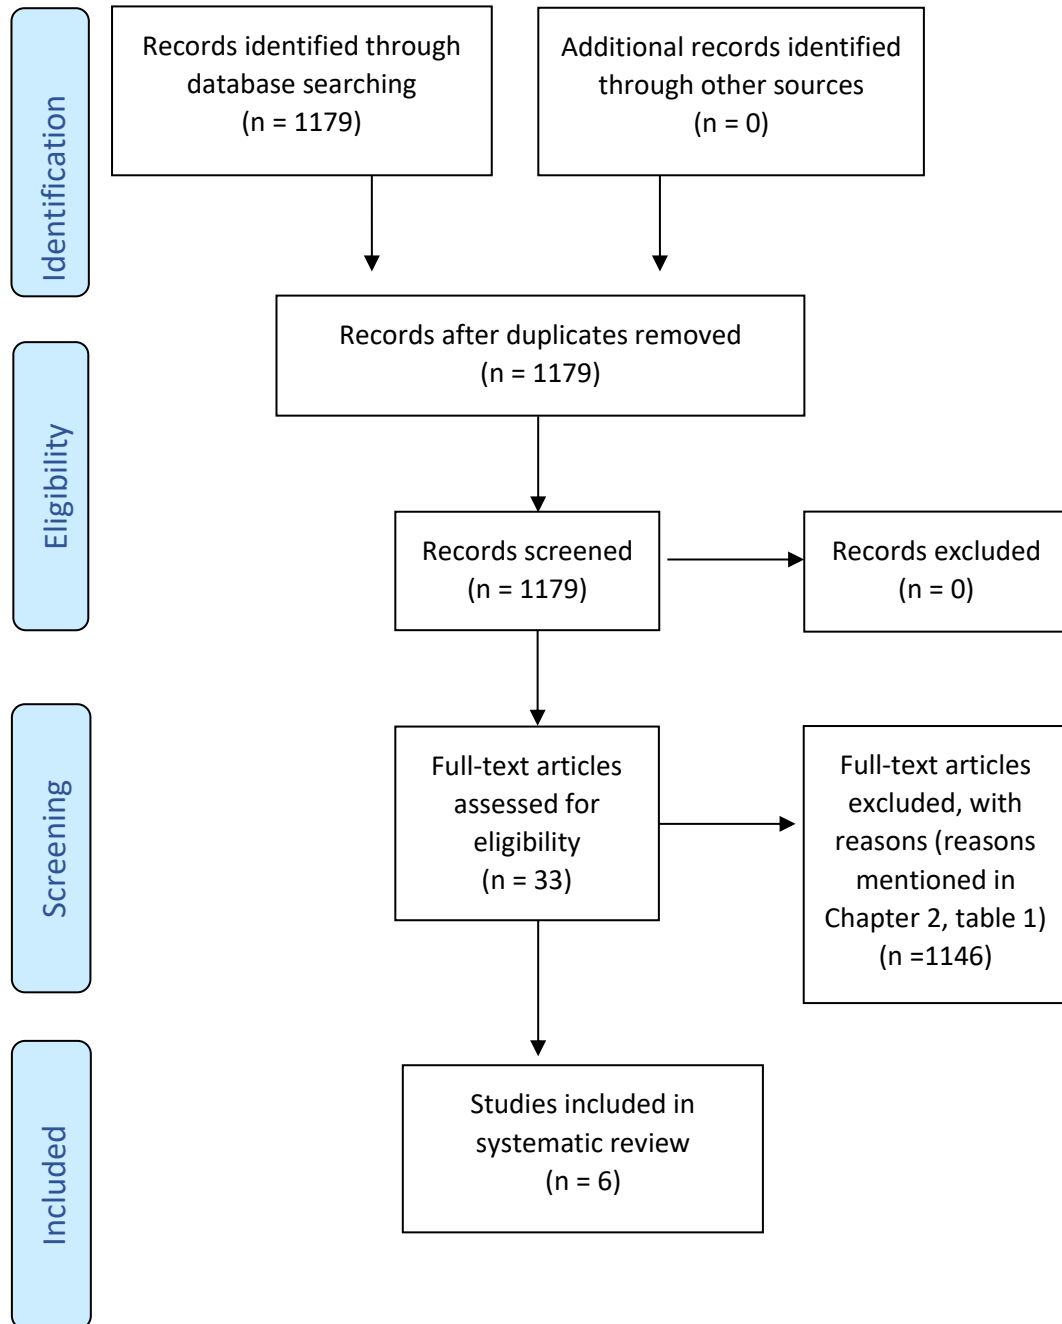 Identification
Records identified through
database searching
(n = 1179)
Additional records identified
through other sources
(n = 0)
Records after duplicates removed
(n = 1179)
Eligibility
Records screened
(n = 1179)
Records excluded
(n = 0)
Screening
Full-text articles
assessed for
eligibility
(n = 33)
Full-text articles
excluded, with
reasons (reasons
mentioned in
Chapter 2, table 1)
(n =1146)
Included
Studies included in
systematic review
(n = 6)